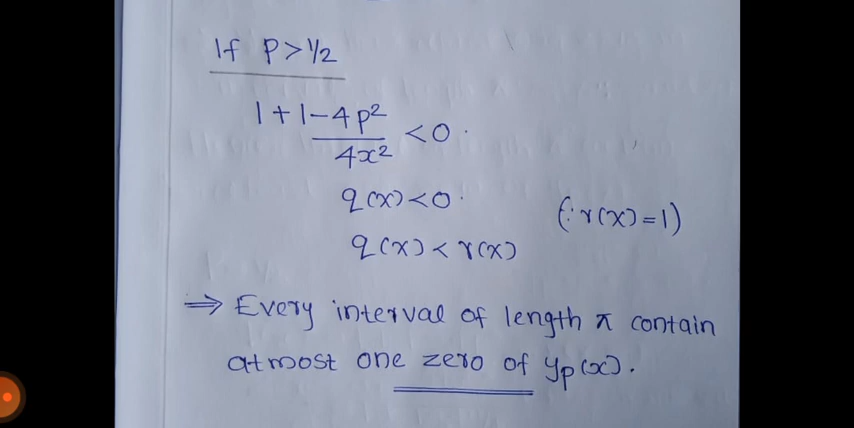 If P > 1/2
1 + 1 - 4p²
4x² < 0.
q(x) < 0.
(∵ r(x) = 1)
q(x) < r(x)
⇒ Every interval of length π contain
atmost one zero of yp(x).